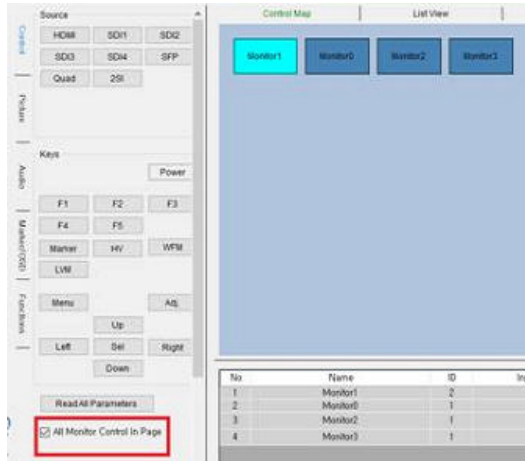 Control Map
List View
Source
HDMI SDI1 SDI2
SDI3 SDI4 SFP
Quad 2SI
Control
Picture
Audio
Marker/OSD
Functions
Monitor1 Monitor0 Monitor2 Monitor3
Keys
Power
F1 F2 F3
F4 F5
Marker HV WFM
LVM
Menu Adj.
Up
Left Sel Right
Down
Read All Parameters
All Monitor Control In Page
No. Name ID
1 Monitor1 2
2 Monitor0 1
3 Monitor2 1
4 Monitor3 1